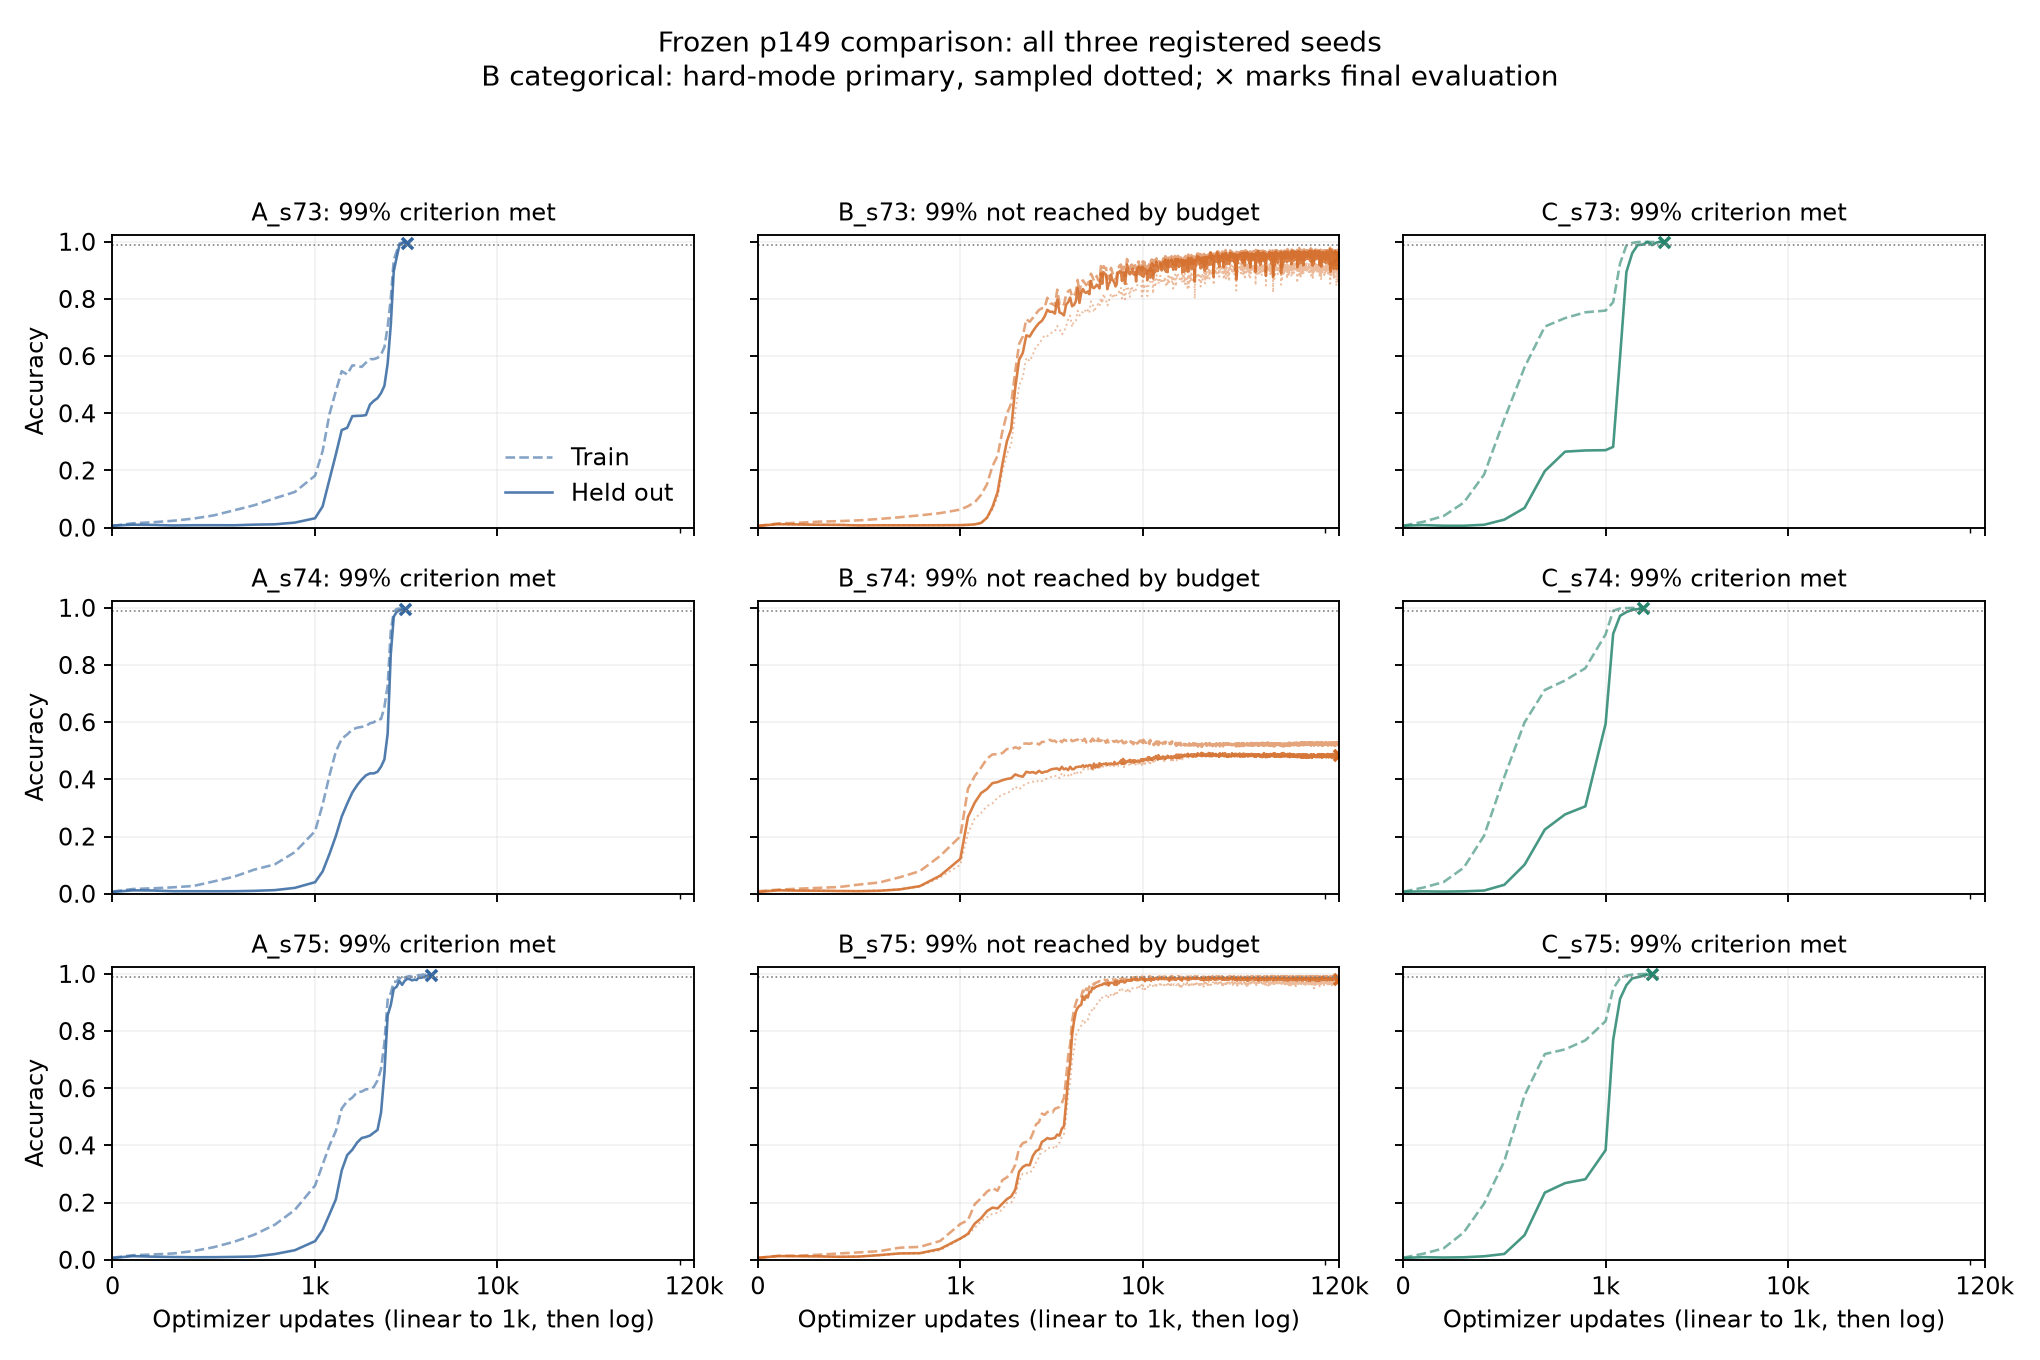 Frozen p149 comparison: all three registered seeds
B categorical: hard-mode primary, sampled dotted; × marks final evaluation
A_s73: 99% criterion met
B_s73: 99% not reached by budget
C_s73: 99% criterion met
Accuracy
1.0
0.8
0.6
0.4
0.2
0.0
Train
Held out
A_s74: 99% criterion met
B_s74: 99% not reached by budget
C_s74: 99% criterion met
Accuracy
1.0
0.8
0.6
0.4
0.2
0.0
A_s75: 99% criterion met
B_s75: 99% not reached by budget
C_s75: 99% criterion met
Accuracy
1.0
0.8
0.6
0.4
0.2
0.0
0 1k 10k 120k
0 1k 10k 120k
0 1k 10k 120k
Optimizer updates (linear to 1k, then log)
Optimizer updates (linear to 1k, then log)
Optimizer updates (linear to 1k, then log)